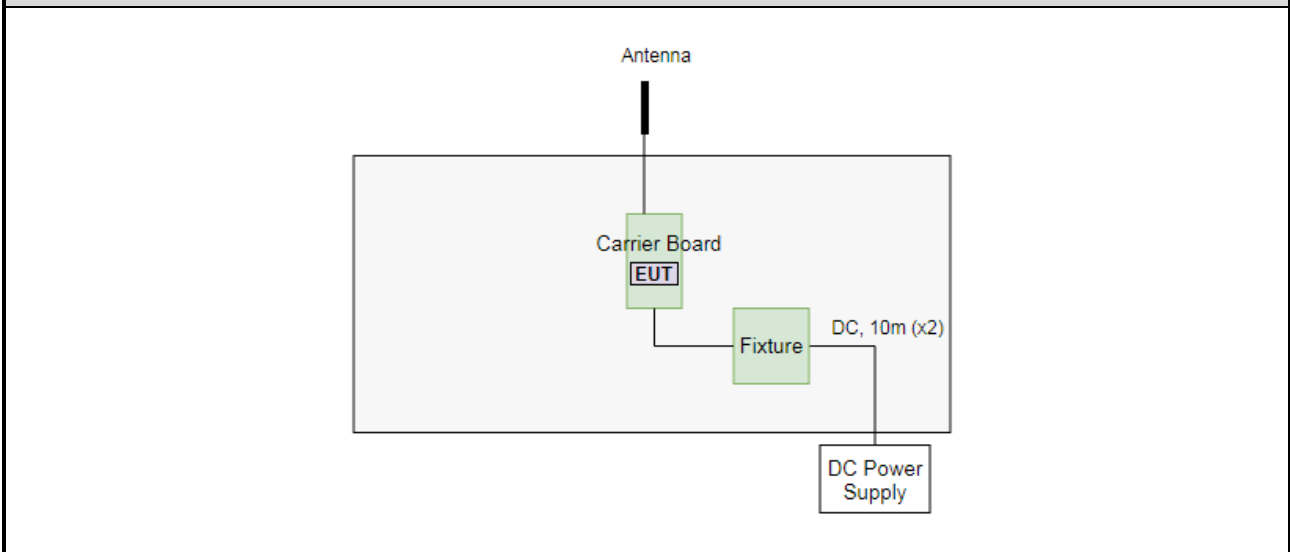 Antenna
Carrier Board
EUT
DC, 10m (x2)
Fixture
DC Power
Supply